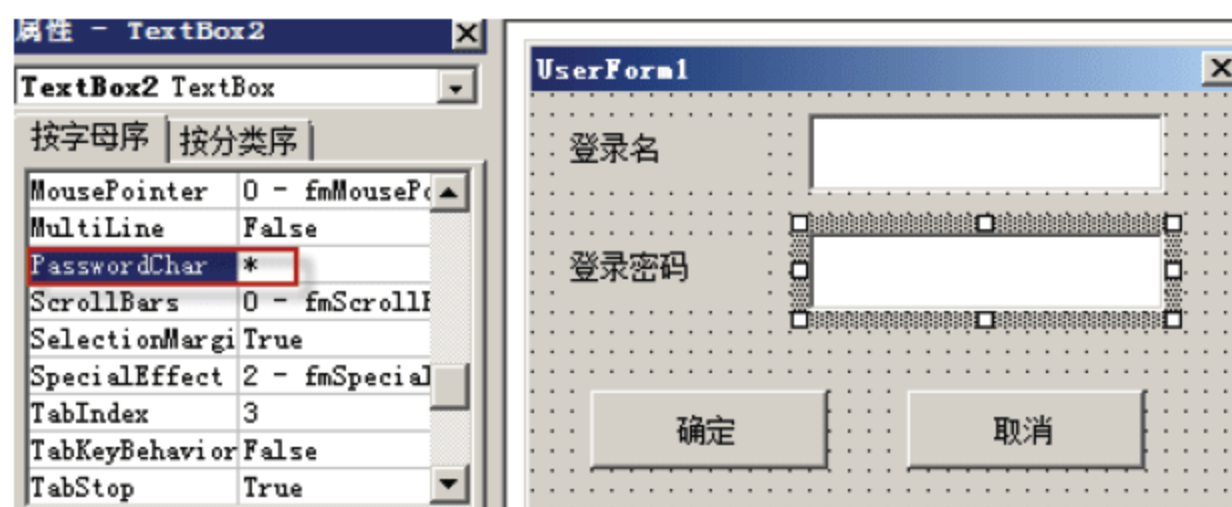 属性 - TextBox2
TextBox2 TextBox
按字母序 按分类序
MousePointer 0 - fmMousePo
MultiLine False
PasswordChar *
ScrollBars 0 - fmScrollB
SelectionMargi True
SpecialEffect 2 - fmSpecial
TabIndex 3
TabKeyBehavior False
TabStop True
UserForm1
登录名
登录密码
确定 取消